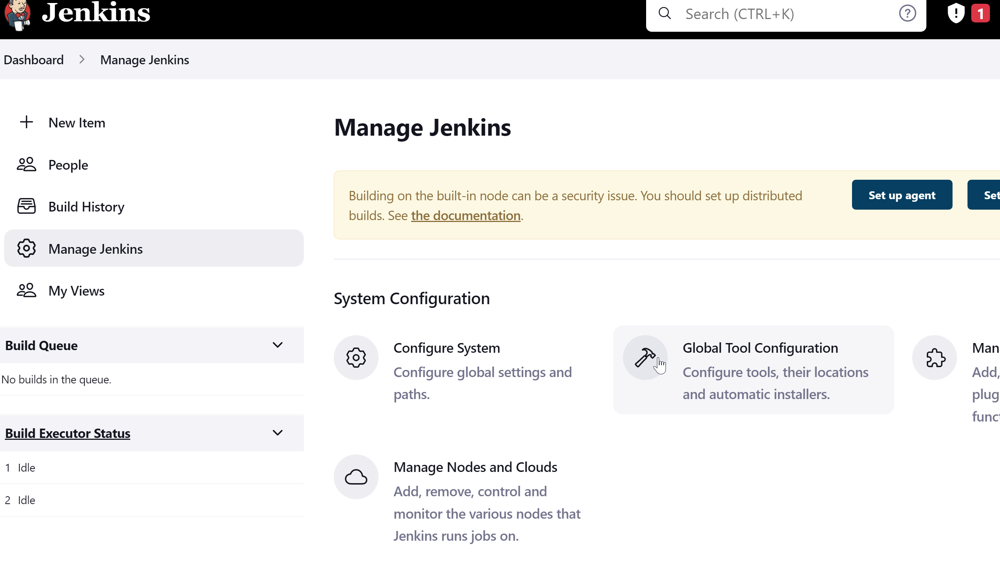 Jenkins
Search (CTRL+K)
1
Dashboard
Manage Jenkins
New Item
People
Build History
Manage Jenkins
My Views
Build Queue
No builds in the queue.
Build Executor Status
1 Idle
2 Idle
Manage Jenkins
Building on the built-in node can be a security issue. You should set up distributed
builds. See the documentation.
Set up agent
Set
System Configuration
Configure System
Configure global settings and
paths.
Global Tool Configuration
Configure tools, their locations
and automatic installers.
Man
Add,
plug
funct
Manage Nodes and Clouds
Add, remove, control and
monitor the various nodes that
Jenkins runs jobs on.